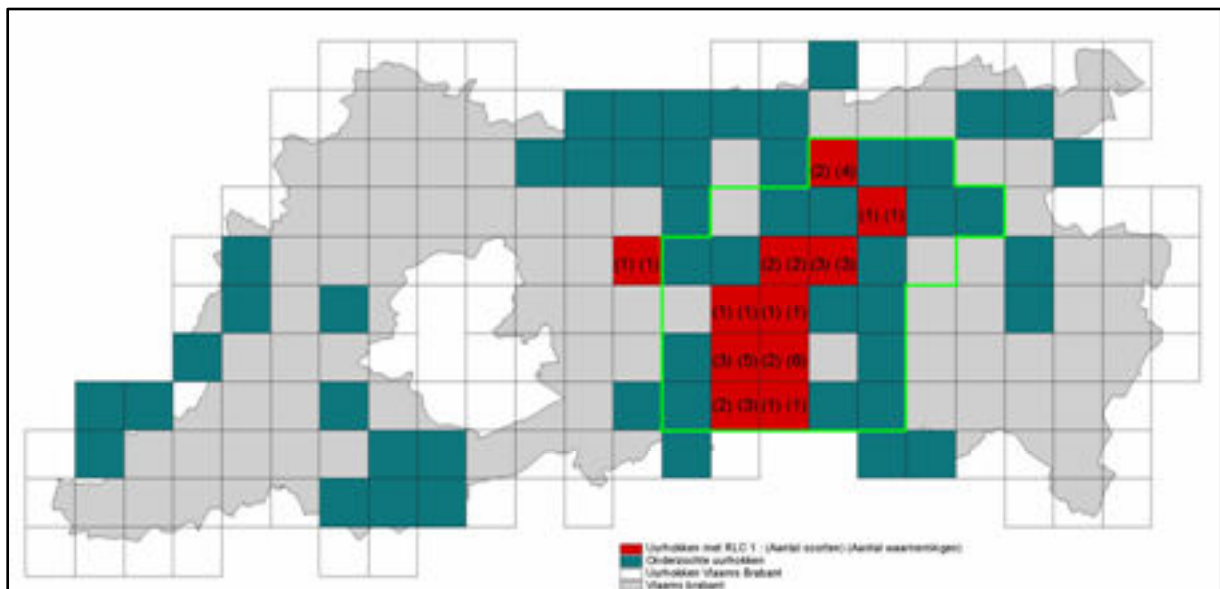 (2) (4)
(1) (1)
(1) (1) (2) (2) (3) (3)
(1) (1) (1) (1)
(3) (5) (2) (6)
(2) (3) (1) (1)
Uurhokken met RLC 1 : (Aantal soorten) (Aantal waarnemingen)
Onderzochte uurhokken
Uurhokken Vlaams Brabant
Vlaams brabant